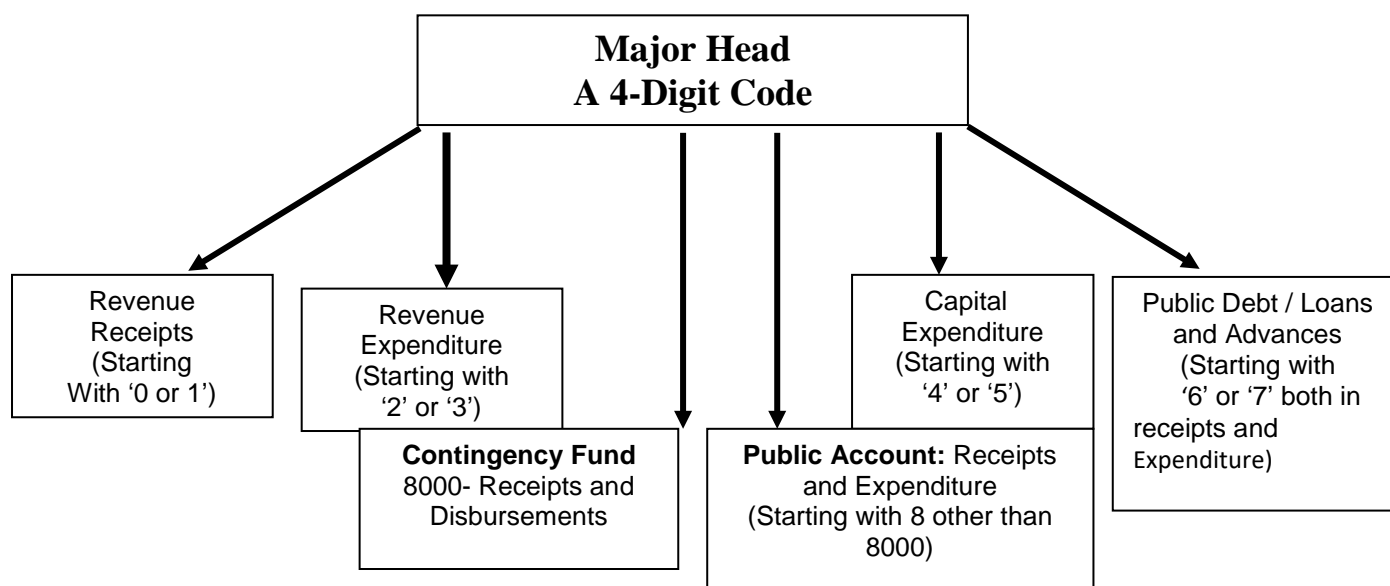 Major Head
A 4-Digit Code
Revenue
Receipts
(Starting
With ‘0 or 1’)
Revenue
Expenditure
(Starting with
‘2’ or ‘3’)
Contingency Fund
8000- Receipts and
Disbursements
Public Account: Receipts
and Expenditure
(Starting with 8 other than
8000)
Capital
Expenditure
(Starting with
‘4’ or ‘5’)
Public Debt / Loans
and Advances
(Starting with
‘6’ or ‘7’ both in
receipts and
Expenditure)